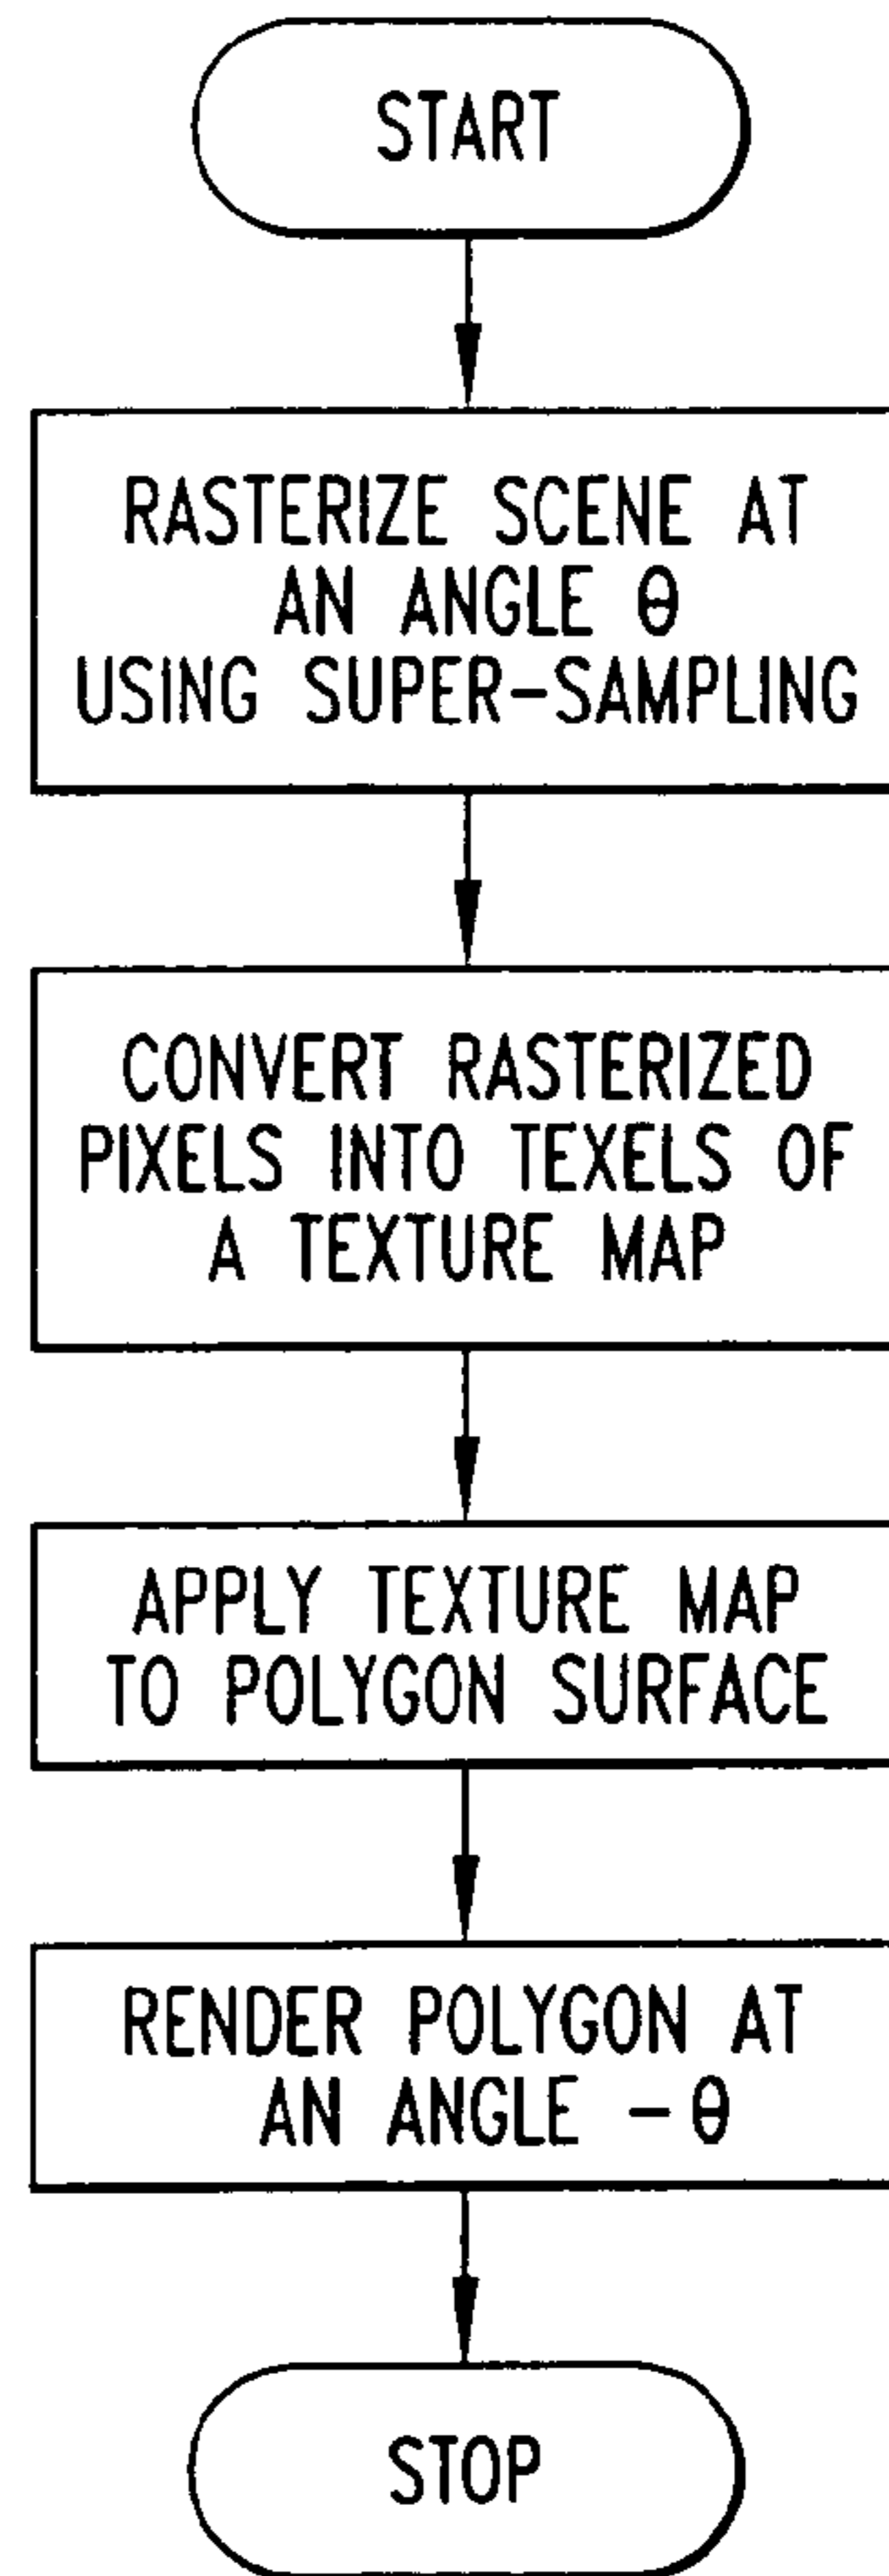 START
RASTERIZE SCENE AT
AN ANGLE θ
USING SUPER-SAMPLING
CONVERT RASTERIZED
PIXELS INTO TEXELS OF
A TEXTURE MAP
APPLY TEXTURE MAP
TO POLYGON SURFACE
RENDER POLYGON AT
AN ANGLE -θ
STOP